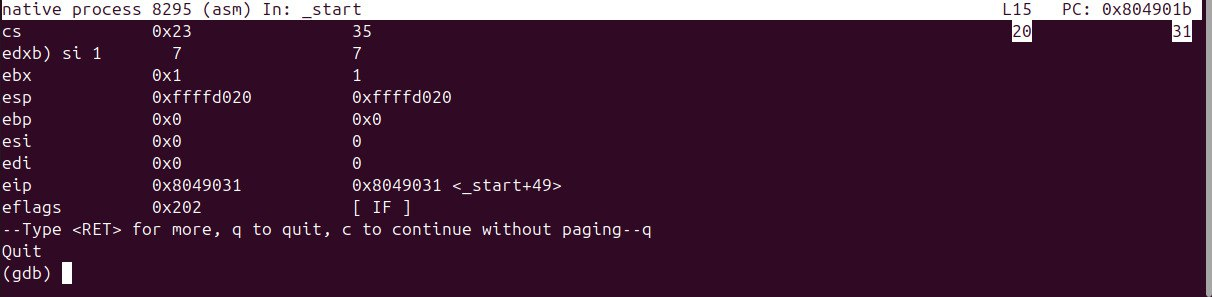 native process 8295 (asm) In: _start L15 PC: 0x804901b
cs 0x23 35 20 31
edxb) si 1 7 7
ebx 0x1 1
esp 0xffffd020 0xffffd020
ebp 0x0 0x0
esi 0x0 0
edi 0x0 0
eip 0x8049031 0x8049031 <_start+49>
eflags 0x202 [ IF ]
--Type <RET> for more, q to quit, c to continue without paging--q
Quit
(gdb)